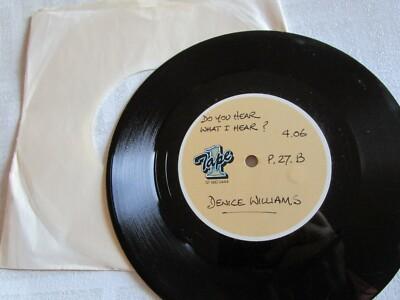 DO YOU HEAR
WHAT I HEAR?
4.06
Tape 1
P.27.B
DENICE WILLIAMS